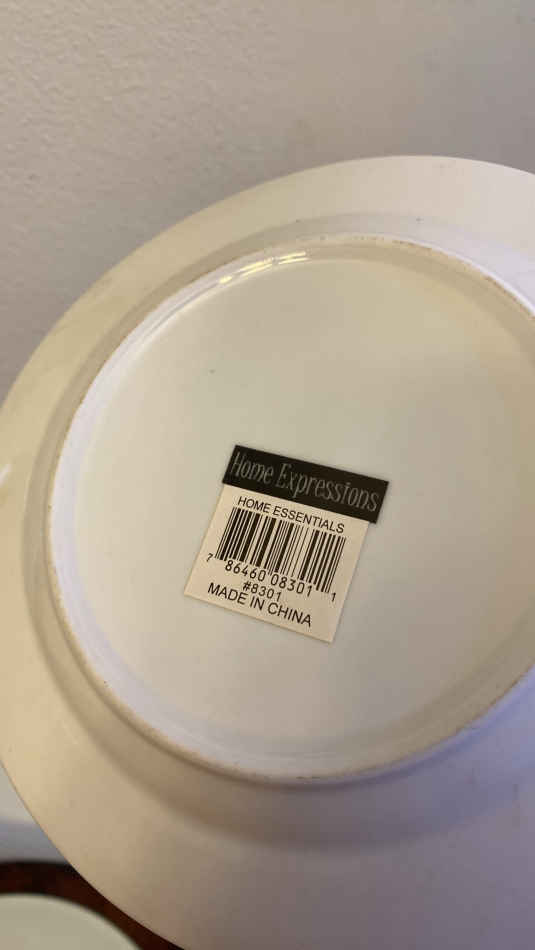 Home Expressions
HOME ESSENTIALS
7 86460 08301 1
#8301
MADE IN CHINA